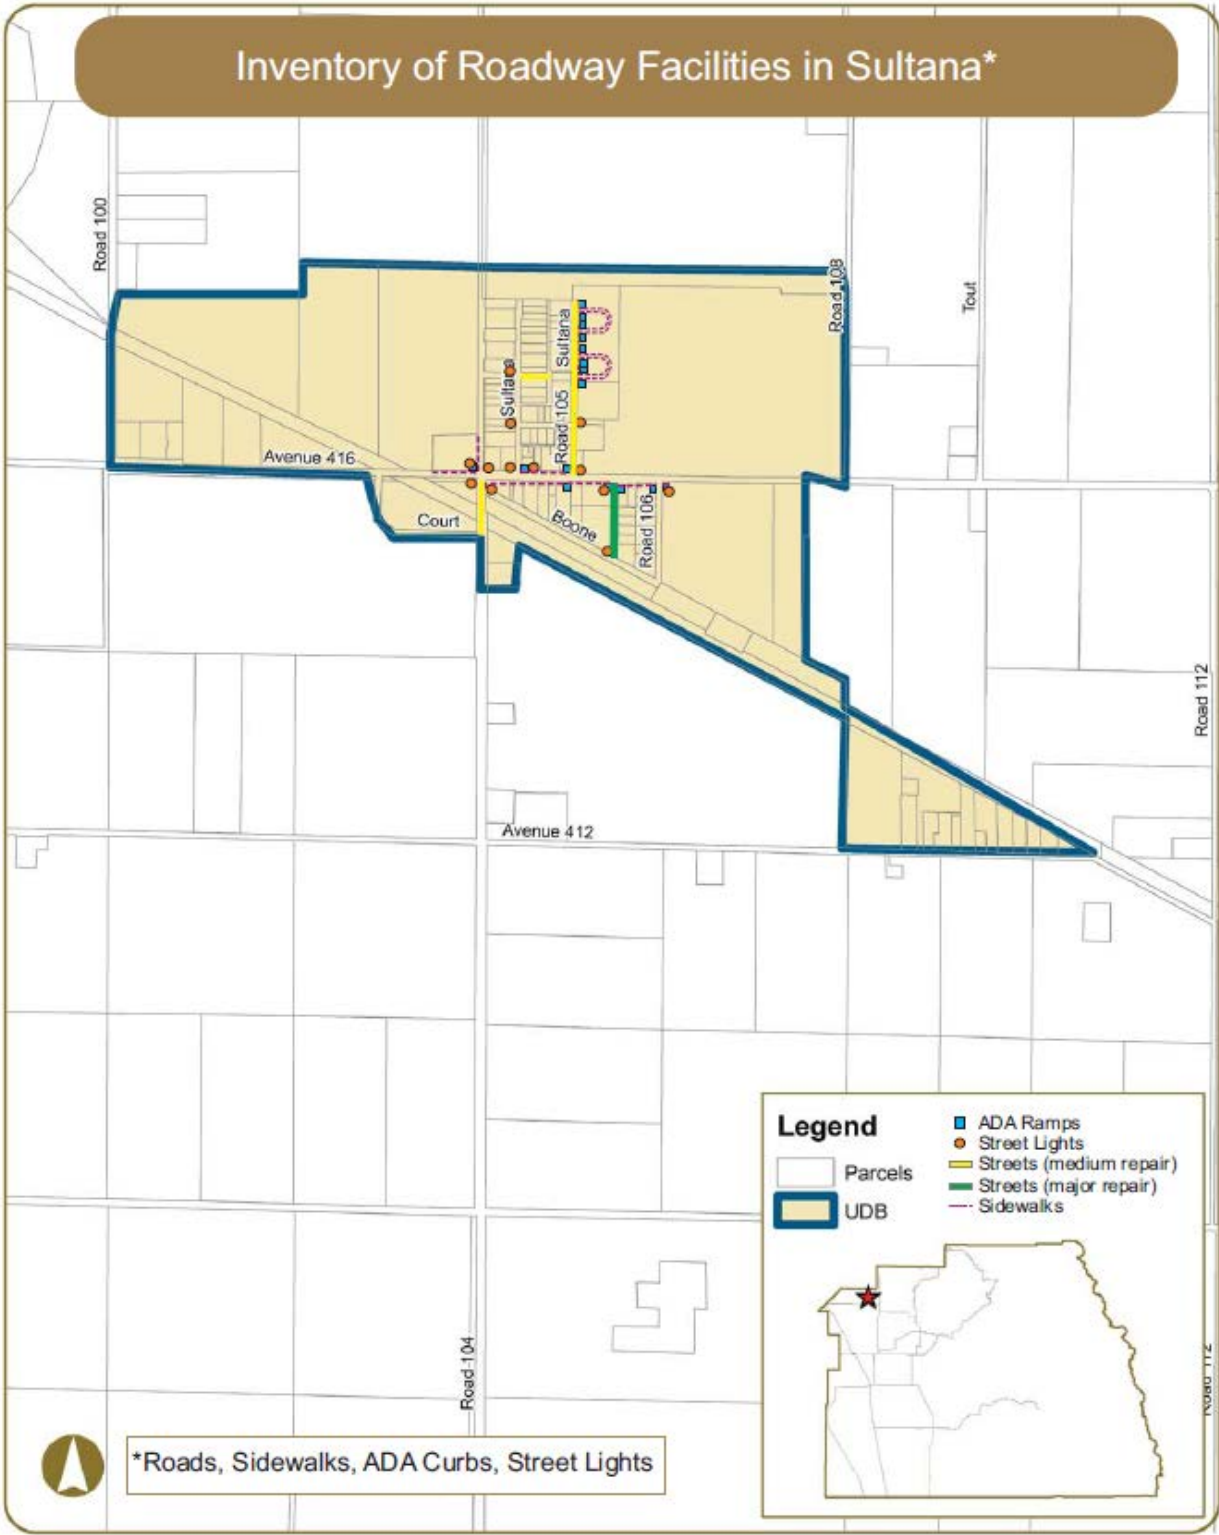 Inventory of Roadway Facilities in Sultana*
Road 100
Road 108
Tout
Sultana
Sultana
Road 105
Avenue 416
Court
Boone
Road 106
Road 112
Avenue 412
Road 104
Road 112
Legend
Parcels
UDB
ADA Ramps
Street Lights
Streets (medium repair)
Streets (major repair)
Sidewalks
*Roads, Sidewalks, ADA Curbs, Street Lights